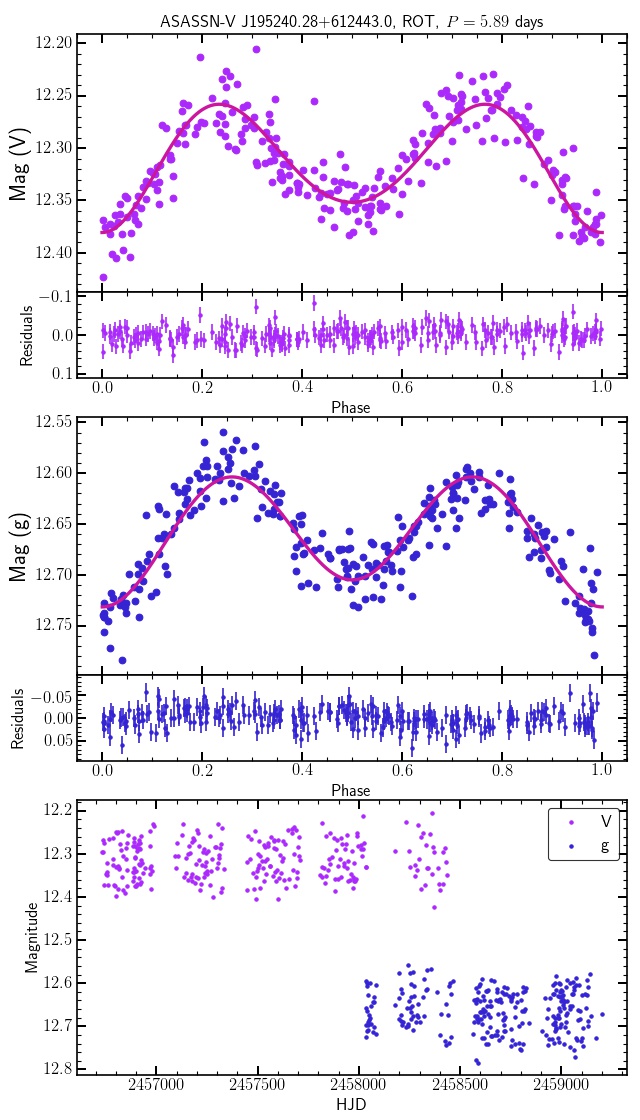 ASASSN-V J195240.28+612443.0, ROT, P = 5.89 days
12.20
12.25
12.30
12.35
12.40
Mag (V)
−0.1
0.0
0.1
Residuals
0.0 0.2 0.4 0.6 0.8 1.0
Phase
12.55
12.60
12.65
12.70
12.75
Mag (g)
−0.05
0.00
0.05
Residuals
0.0 0.2 0.4 0.6 0.8 1.0
Phase
12.2
12.3
12.4
12.5
12.6
12.7
12.8
Magnitude
V
g
2457000 2457500 2458000 2458500 2459000
HJD